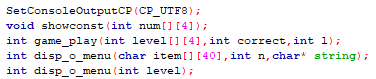 SetConsoleOutputCP(CP_UTF8);
void showconst(int num[][4]);
int game_play(int level[][4],int correct,int l);
int disp_o_menu(char item[][40],int n,char* string);
int disp_o_menu(int level);